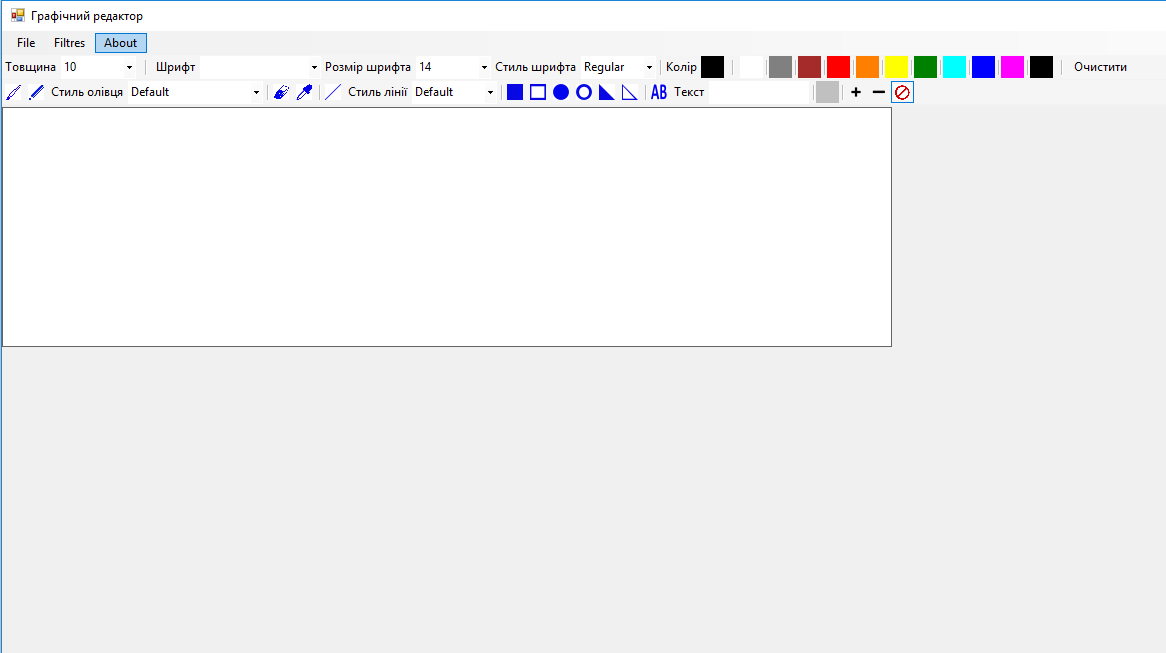 Графічний редактор
File Filtres About
Товщина 10 Шрифт Розмір шрифта 14 Стиль шрифта Regular Колір Очистити
Стиль олівця Default Стиль лінії Default AB Текст